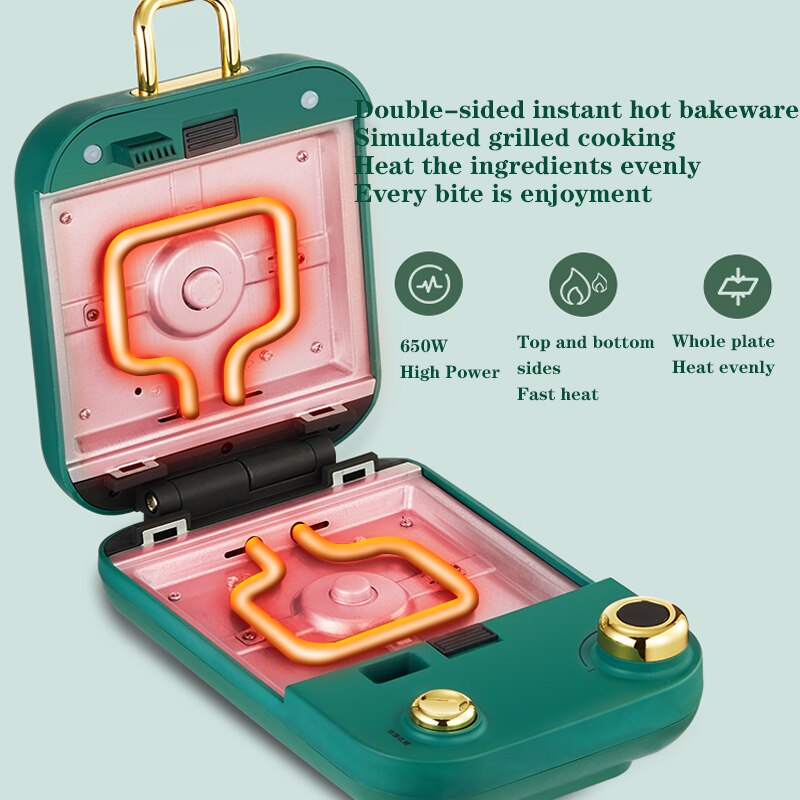 Double-sided instant hot bakeware
Simulated grilled cooking
Heat the ingredients evenly
Every bite is enjoyment
650W
High Power
Top and bottom
sides
Fast heat
Whole plate
Heat evenly